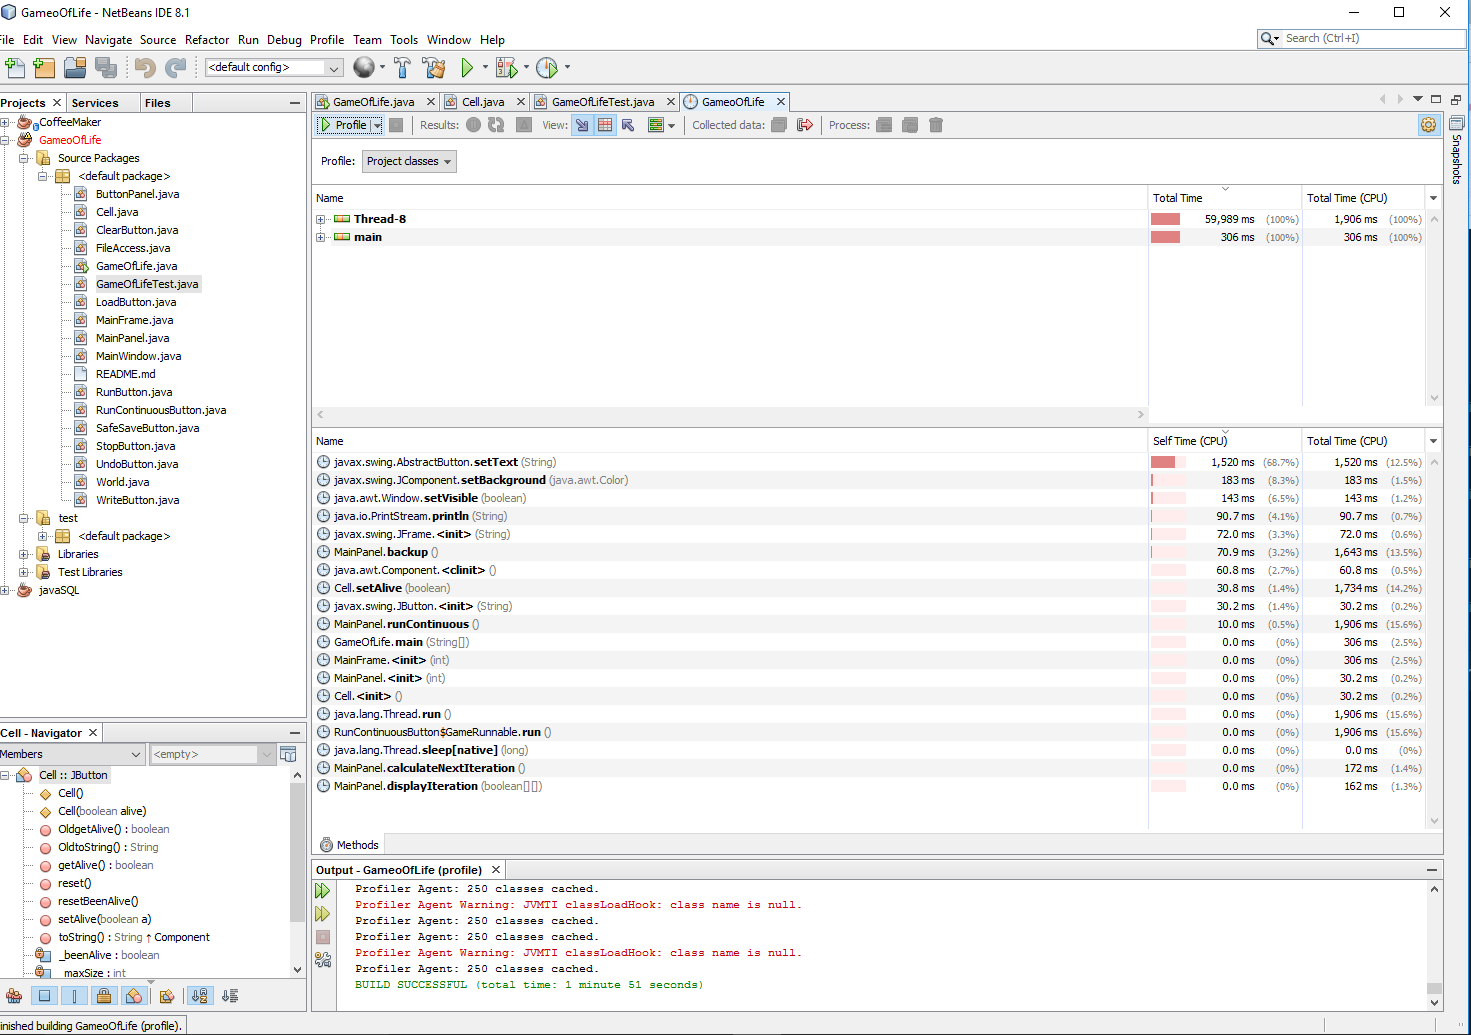 GameoOfLife - NetBeans IDE 8.1
File Edit View Navigate Source Refactor Run Debug Profile Team Tools Window Help
Search (Ctrl+I)
<default config>
Projects Services Files
CoffeeMaker
GameoOfLife
Source Packages
<default package>
ButtonPanel.java
Cell.java
ClearButton.java
FileAccess.java
GameOfLife.java
GameOfLifeTest.java
LoadButton.java
MainFrame.java
MainPanel.java
MainWindow.java
README.md
RunButton.java
RunContinuousButton.java
SafeSaveButton.java
StopButton.java
UndoButton.java
World.java
WriteButton.java
test
<default package>
Libraries
Test Libraries
javaSQL
Cell - Navigator
Members <empty>
Cell :: JButton
Cell()
Cell(boolean alive)
OldgetAlive() : boolean
OldtoString() : String
getAlive() : boolean
reset()
resetBeenAlive()
setAlive(boolean a)
toString() : String ↑ Component
_beenAlive : boolean
_maxSize : int
GameOfLife.java Cell.java GameOfLifeTest.java GameoOfLife
Profile Results: View: Collected data: Process:
Profile: Project classes
Snapshots
Name Total Time Total Time (CPU)
Thread-8 59,989 ms (100%) 1,906 ms (100%)
main 306 ms (100%) 306 ms (100%)
Name Self Time (CPU) Total Time (CPU)
javax.swing.AbstractButton.setText (String) 1,520 ms (68.7%) 1,520 ms (12.5%)
javax.swing.JComponent.setBackground (java.awt.Color) 183 ms (8.3%) 183 ms (1.5%)
java.awt.Window.setVisible (boolean) 143 ms (6.5%) 143 ms (1.2%)
java.io.PrintStream.println (String) 90.7 ms (4.1%) 90.7 ms (0.7%)
javax.swing.JFrame.<init> (String) 72.0 ms (3.3%) 72.0 ms (0.6%)
MainPanel.backup () 70.9 ms (3.2%) 1,643 ms (13.5%)
java.awt.Component.<clinit> () 60.8 ms (2.7%) 60.8 ms (0.5%)
Cell.setAlive (boolean) 30.8 ms (1.4%) 1,734 ms (14.2%)
javax.swing.JButton.<init> (String) 30.2 ms (1.4%) 30.2 ms (0.2%)
MainPanel.runContinuous () 10.0 ms (0.5%) 1,906 ms (15.6%)
GameOfLife.main (String[]) 0.0 ms (0%) 306 ms (2.5%)
MainFrame.<init> (int) 0.0 ms (0%) 306 ms (2.5%)
MainPanel.<init> (int) 0.0 ms (0%) 30.2 ms (0.2%)
Cell.<init> () 0.0 ms (0%) 30.2 ms (0.2%)
java.lang.Thread.run () 0.0 ms (0%) 1,906 ms (15.6%)
RunContinuousButton$GameRunnable.run () 0.0 ms (0%) 1,906 ms (15.6%)
java.lang.Thread.sleep[native] (long) 0.0 ms (0%) 0.0 ms (0%)
MainPanel.calculateNextIteration () 0.0 ms (0%) 172 ms (1.4%)
MainPanel.displayIteration (boolean[][]) 0.0 ms (0%) 162 ms (1.3%)
Methods
Output - GameoOfLife (profile)
Profiler Agent: 250 classes cached.
Profiler Agent Warning: JVMTI classLoadHook: class name is null.
Profiler Agent: 250 classes cached.
Profiler Agent: 250 classes cached.
Profiler Agent Warning: JVMTI classLoadHook: class name is null.
Profiler Agent: 250 classes cached.
BUILD SUCCESSFUL (total time: 1 minute 51 seconds)
inished building GameoOfLife (profile).